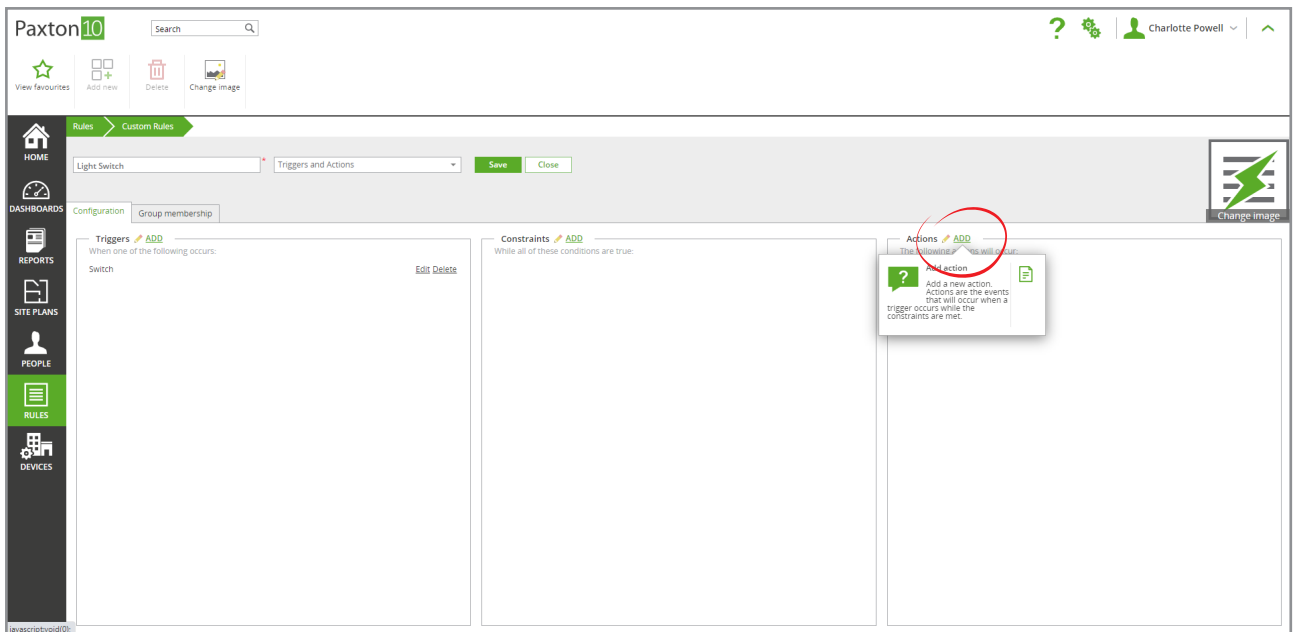 Paxton10
Search
Charlotte Powell
View favourites
Add new
Delete
Change image
HOME
DASHBOARDS
REPORTS
SITE PLANS
PEOPLE
RULES
DEVICES
Rules
Custom Rules
Light Switch
*
Triggers and Actions
Save
Close
Change image
Configuration
Group membership
Triggers ADD
When one of the following occurs:
Switch
Edit Delete
Constraints ADD
While all of these conditions are true:
Actions ADD
The following actions will occur:
?
Add action
Add a new action.
Actions are the events
that will occur when a
trigger occurs while the
constraints are met.
javascript:void(0);